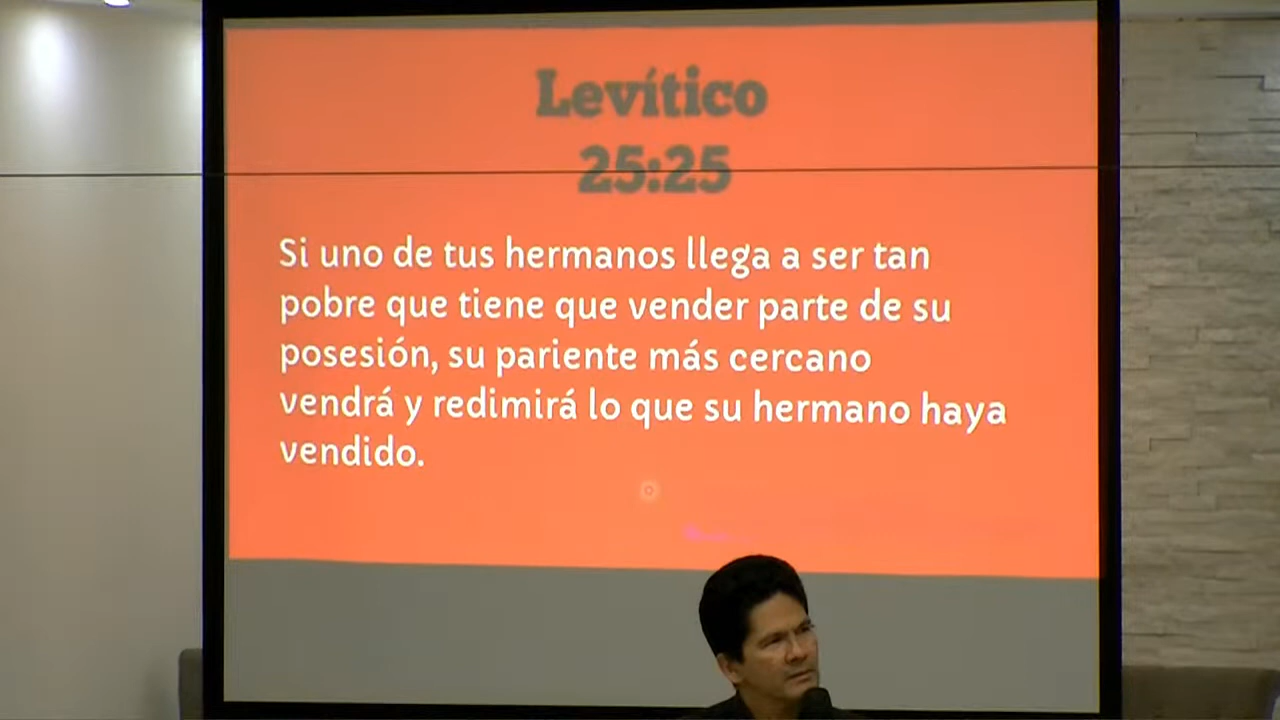 Levítico
25:25
Si uno de tus hermanos llega a ser tan
pobre que tiene que vender parte de su
posesión, su pariente más cercano
vendrá y redimirá lo que su hermano haya
vendido.